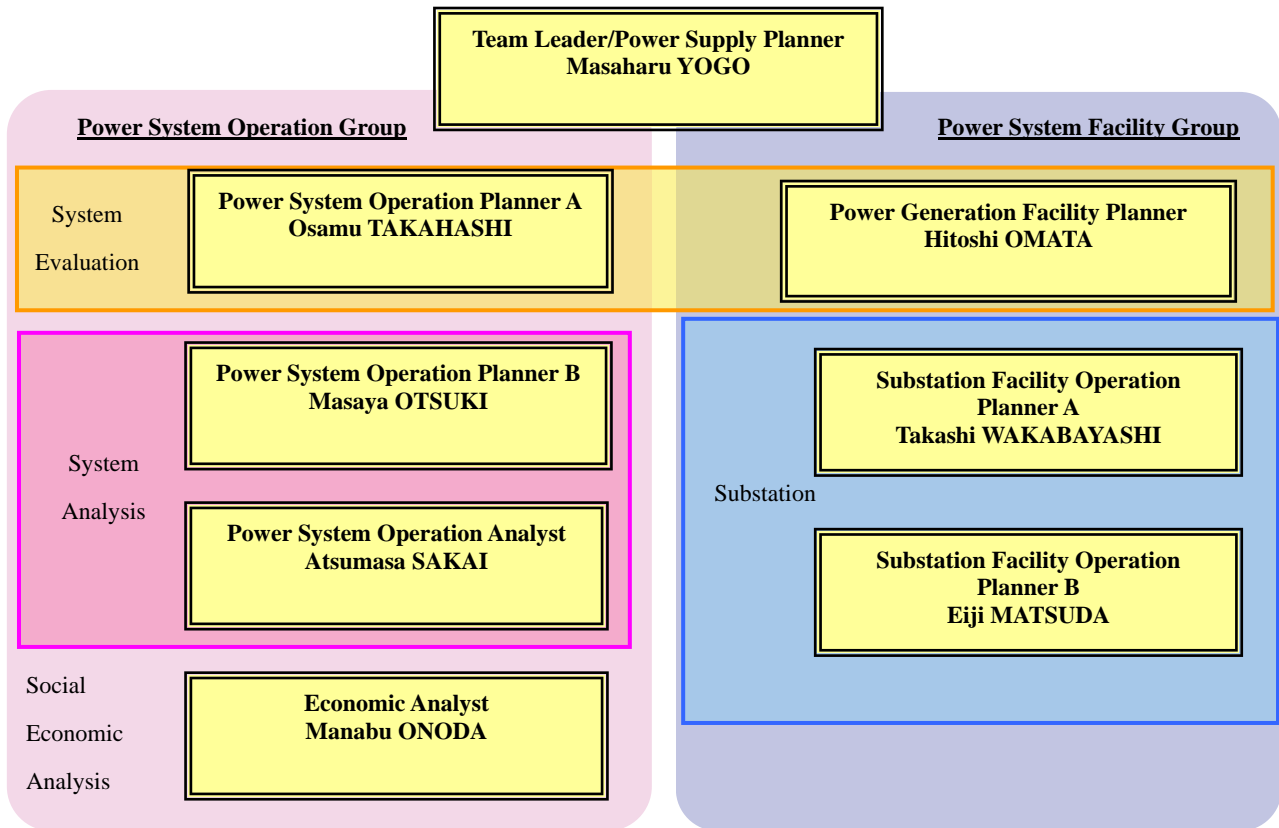 Team Leader/Power Supply Planner
Masaharu YOGO
Power System Operation Group
Power System Facility Group
System
Evaluation
Power System Operation Planner A
Osamu TAKAHASHI
Power Generation Facility Planner
Hitoshi OMATA
System
Analysis
Power System Operation Planner B
Masaya OTSUKI
Power System Operation Analyst
Atsumasa SAKAI
Substation
Substation Facility Operation
Planner A
Takashi WAKABAYASHI
Substation Facility Operation
Planner B
Eiji MATSUDA
Social
Economic
Analysis
Economic Analyst
Manabu ONODA